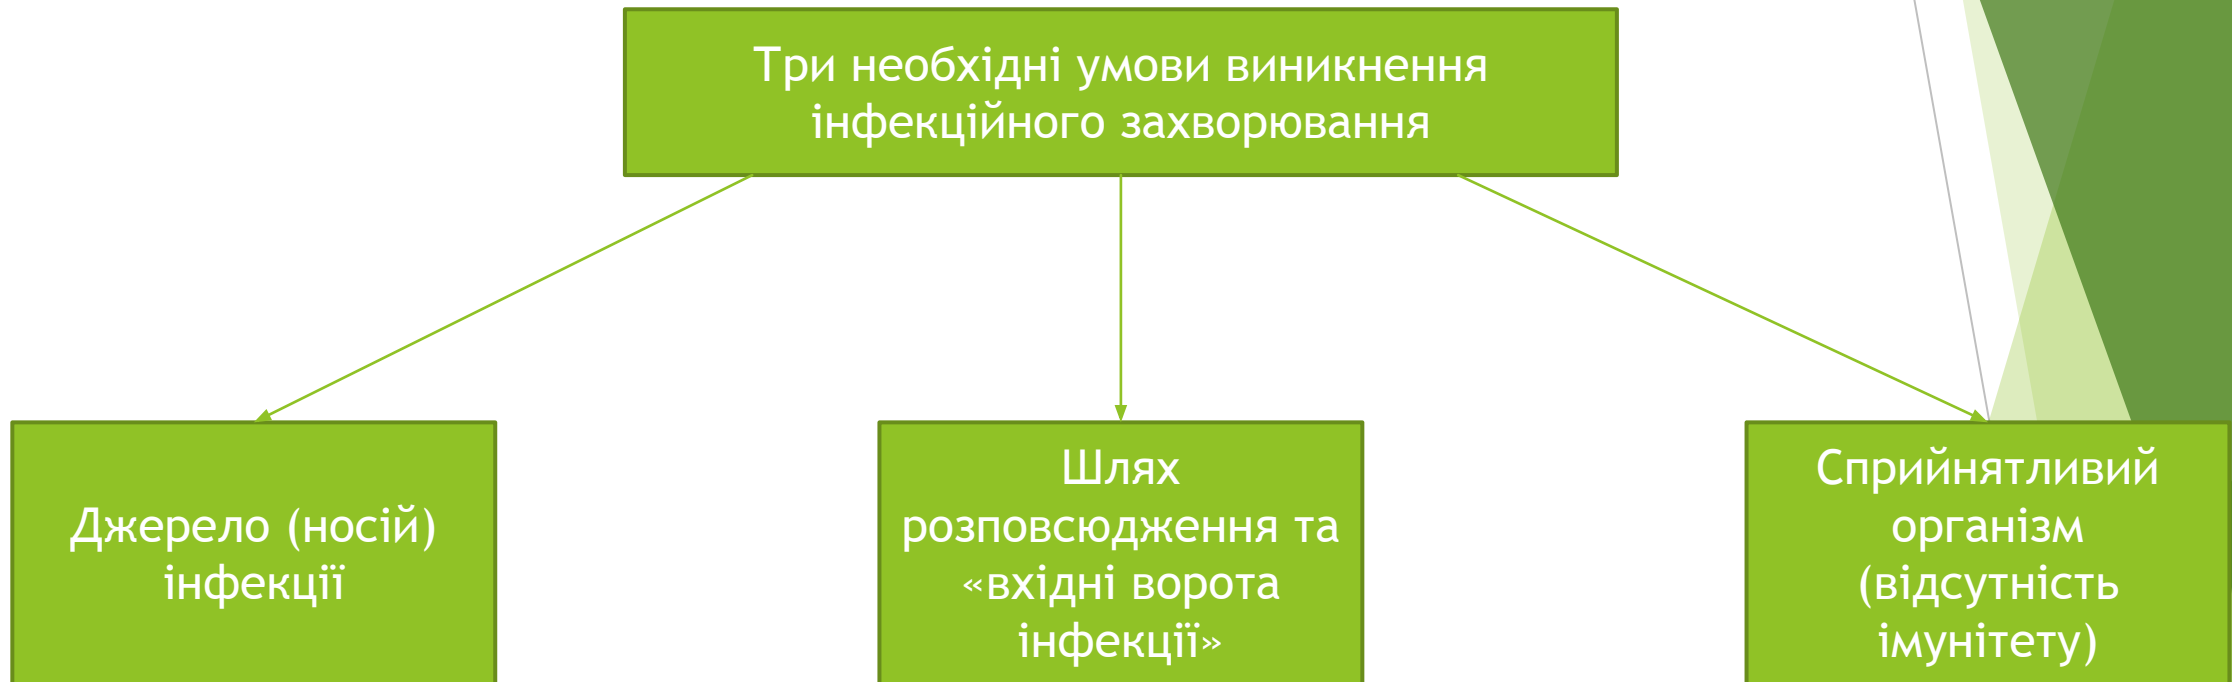 Три необхідні умови виникнення
інфекційного захворювання
Джерело (носій)
інфекції
Шлях
розповсюдження та
«вхідні ворота
інфекції»
Сприйнятливий
організм
(відсутність
імунітету)